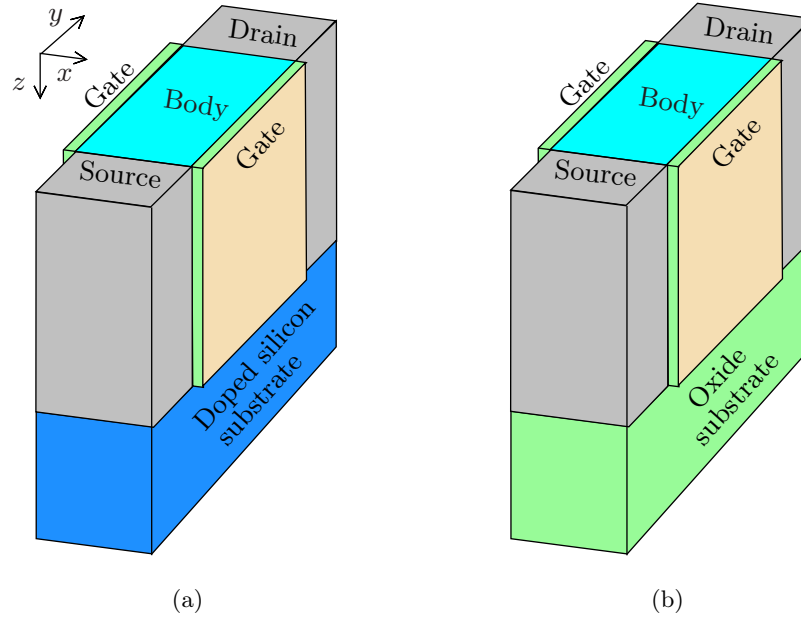 y
x
z
Gate
Drain
Body
Source
Gate
Doped silicon
substrate
(a)
Gate
Drain
Body
Source
Gate
Oxide
substrate
(b)